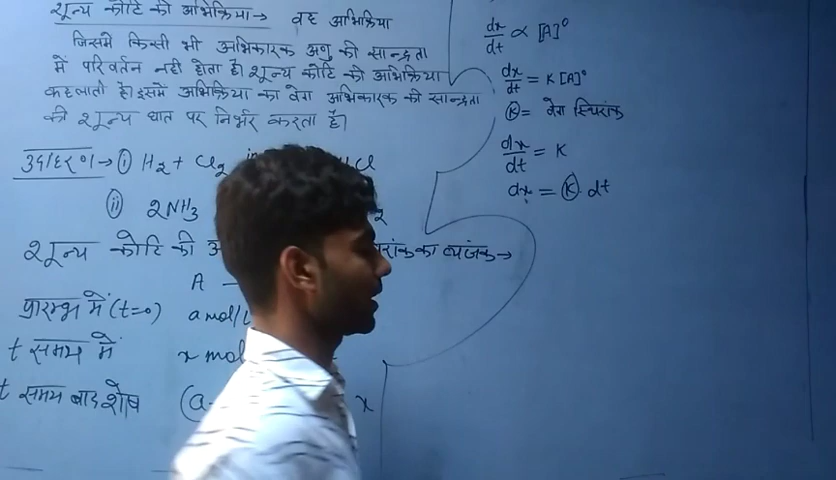 शून्य कोटि की अभिक्रिया→ वह अभिक्रिया
जिसमें किसी भी अभिकारक अणु की सान्द्रता
में परिवर्तन नही होता है। शून्य कोटि की अभिक्रिया
कहलाती है। इसमें अभिक्रिया का वेग अभिकारक की सान्द्रता
की शून्य घात पर निर्भर करता है।
उदाहरण→ (i) H₂ + Cl₂
(ii) 2NH₃
शून्य कोटि की का व्यंजक→
A
प्रारम्भ में (t=0) a mol/L
t समय में x mol
t समय बाद शेष (a- x
dx/dt ∝ [A]⁰
dx/dt = K[A]⁰
K = वेग स्थिरांक
dx/dt = K
dx = K·dt